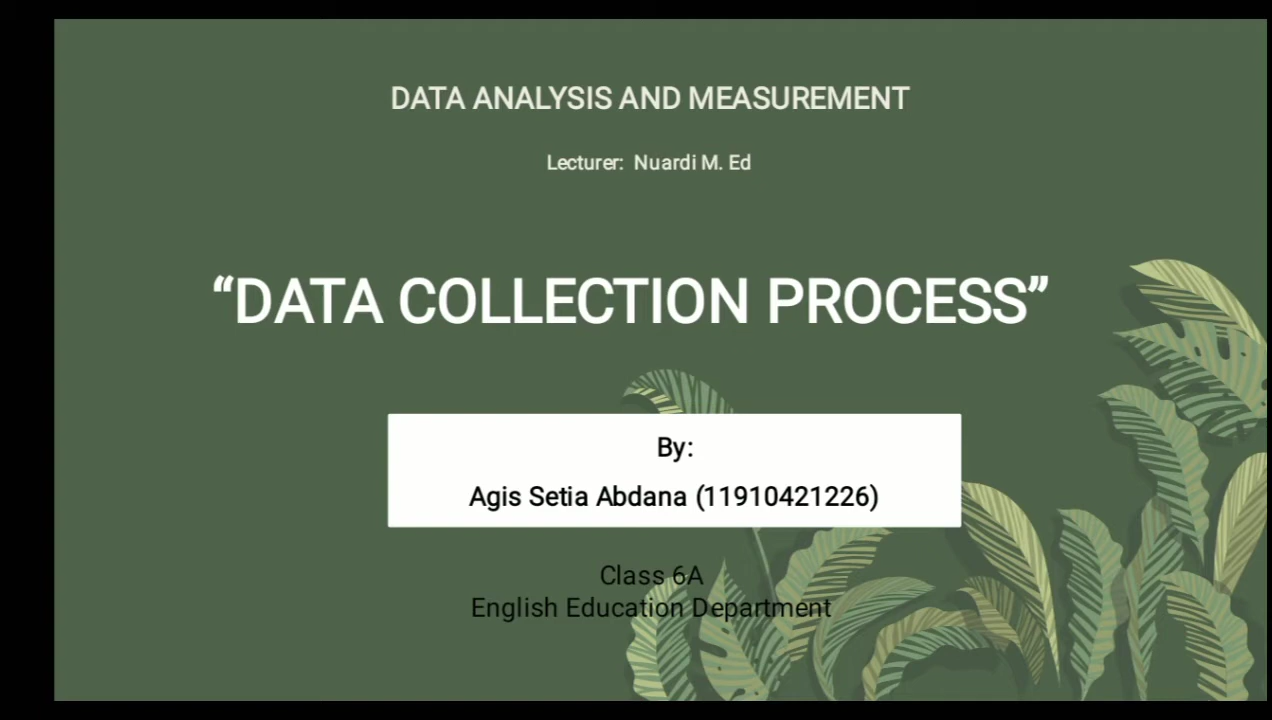 DATA ANALYSIS AND MEASUREMENT
Lecturer: Nuardi M. Ed
“DATA COLLECTION PROCESS”
By:
Agis Setia Abdana (11910421226)
Class 6A
English Education Department